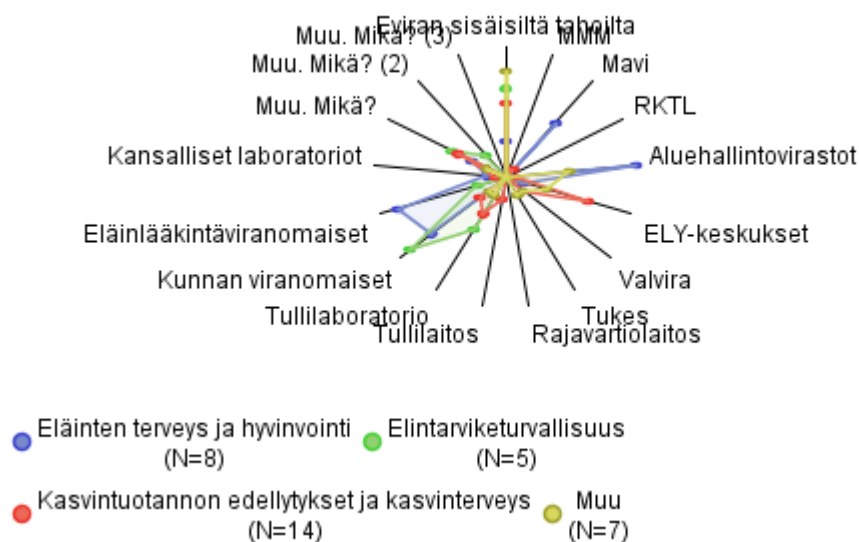 Eviran sisäisiltä tahoilta
MMM
Mavi
RKTL
Aluehallintovirastot
ELY-keskukset
Valvira
Tukes
Rajavartiolaitos
Tullilaitos
Tullilaboratorio
Kunnan viranomaiset
Eläinlääkintäviranomaiset
Kansalliset laboratoriot
Muu. Mikä?
Muu. Mikä? (2)
Muu. Mikä? (3)
Eläinten terveys ja hyvinvointi
(N=8)
Elintarviketurvallisuus
(N=5)
Kasvintuotannon edellytykset ja kasvinterveys
(N=14)
Muu
(N=7)